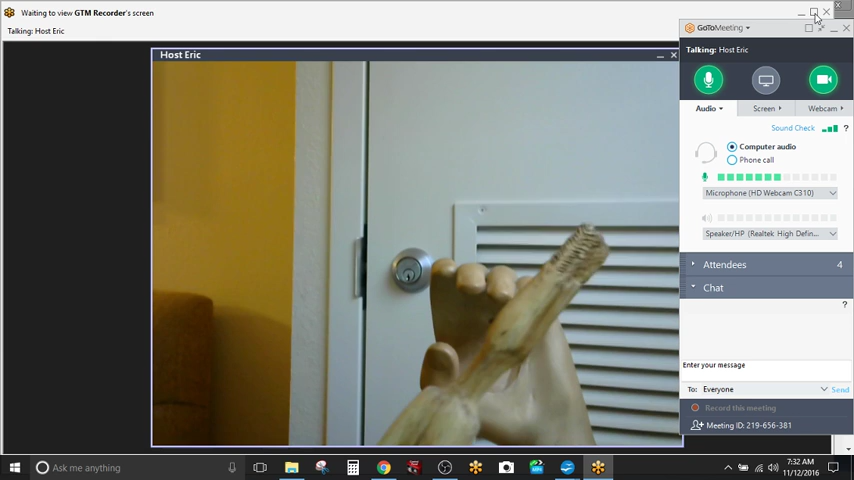 Waiting to view GTM Recorder's screen
Talking: Host Eric
Host Eric
GoToMeeting
Talking: Host Eric
Audio
Screen
Webcam
Sound Check
?
Computer audio
Phone call
Microphone (HD Webcam C310)
Speaker/HP (Realtek High Defin...
Attendees 4
Chat
?
Enter your message
To: Everyone
Send
Record this meeting
Meeting ID: 219-656-381
Ask me anything
7:32 AM
11/12/2016